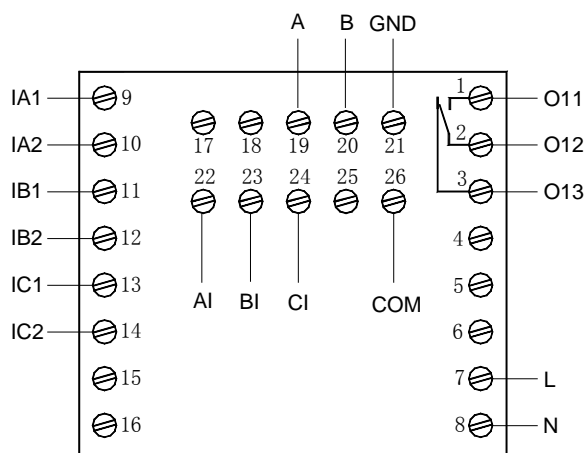 A B GND
IA1 9 1 O11
17 18 19 20 21
IA2 10 2 O12
22 23 24 25 26
IB1 11 3 O13
IB2 12 4
IC1 13 5
AI BI CI COM
IC2 14 6
15 7 L
16 8 N